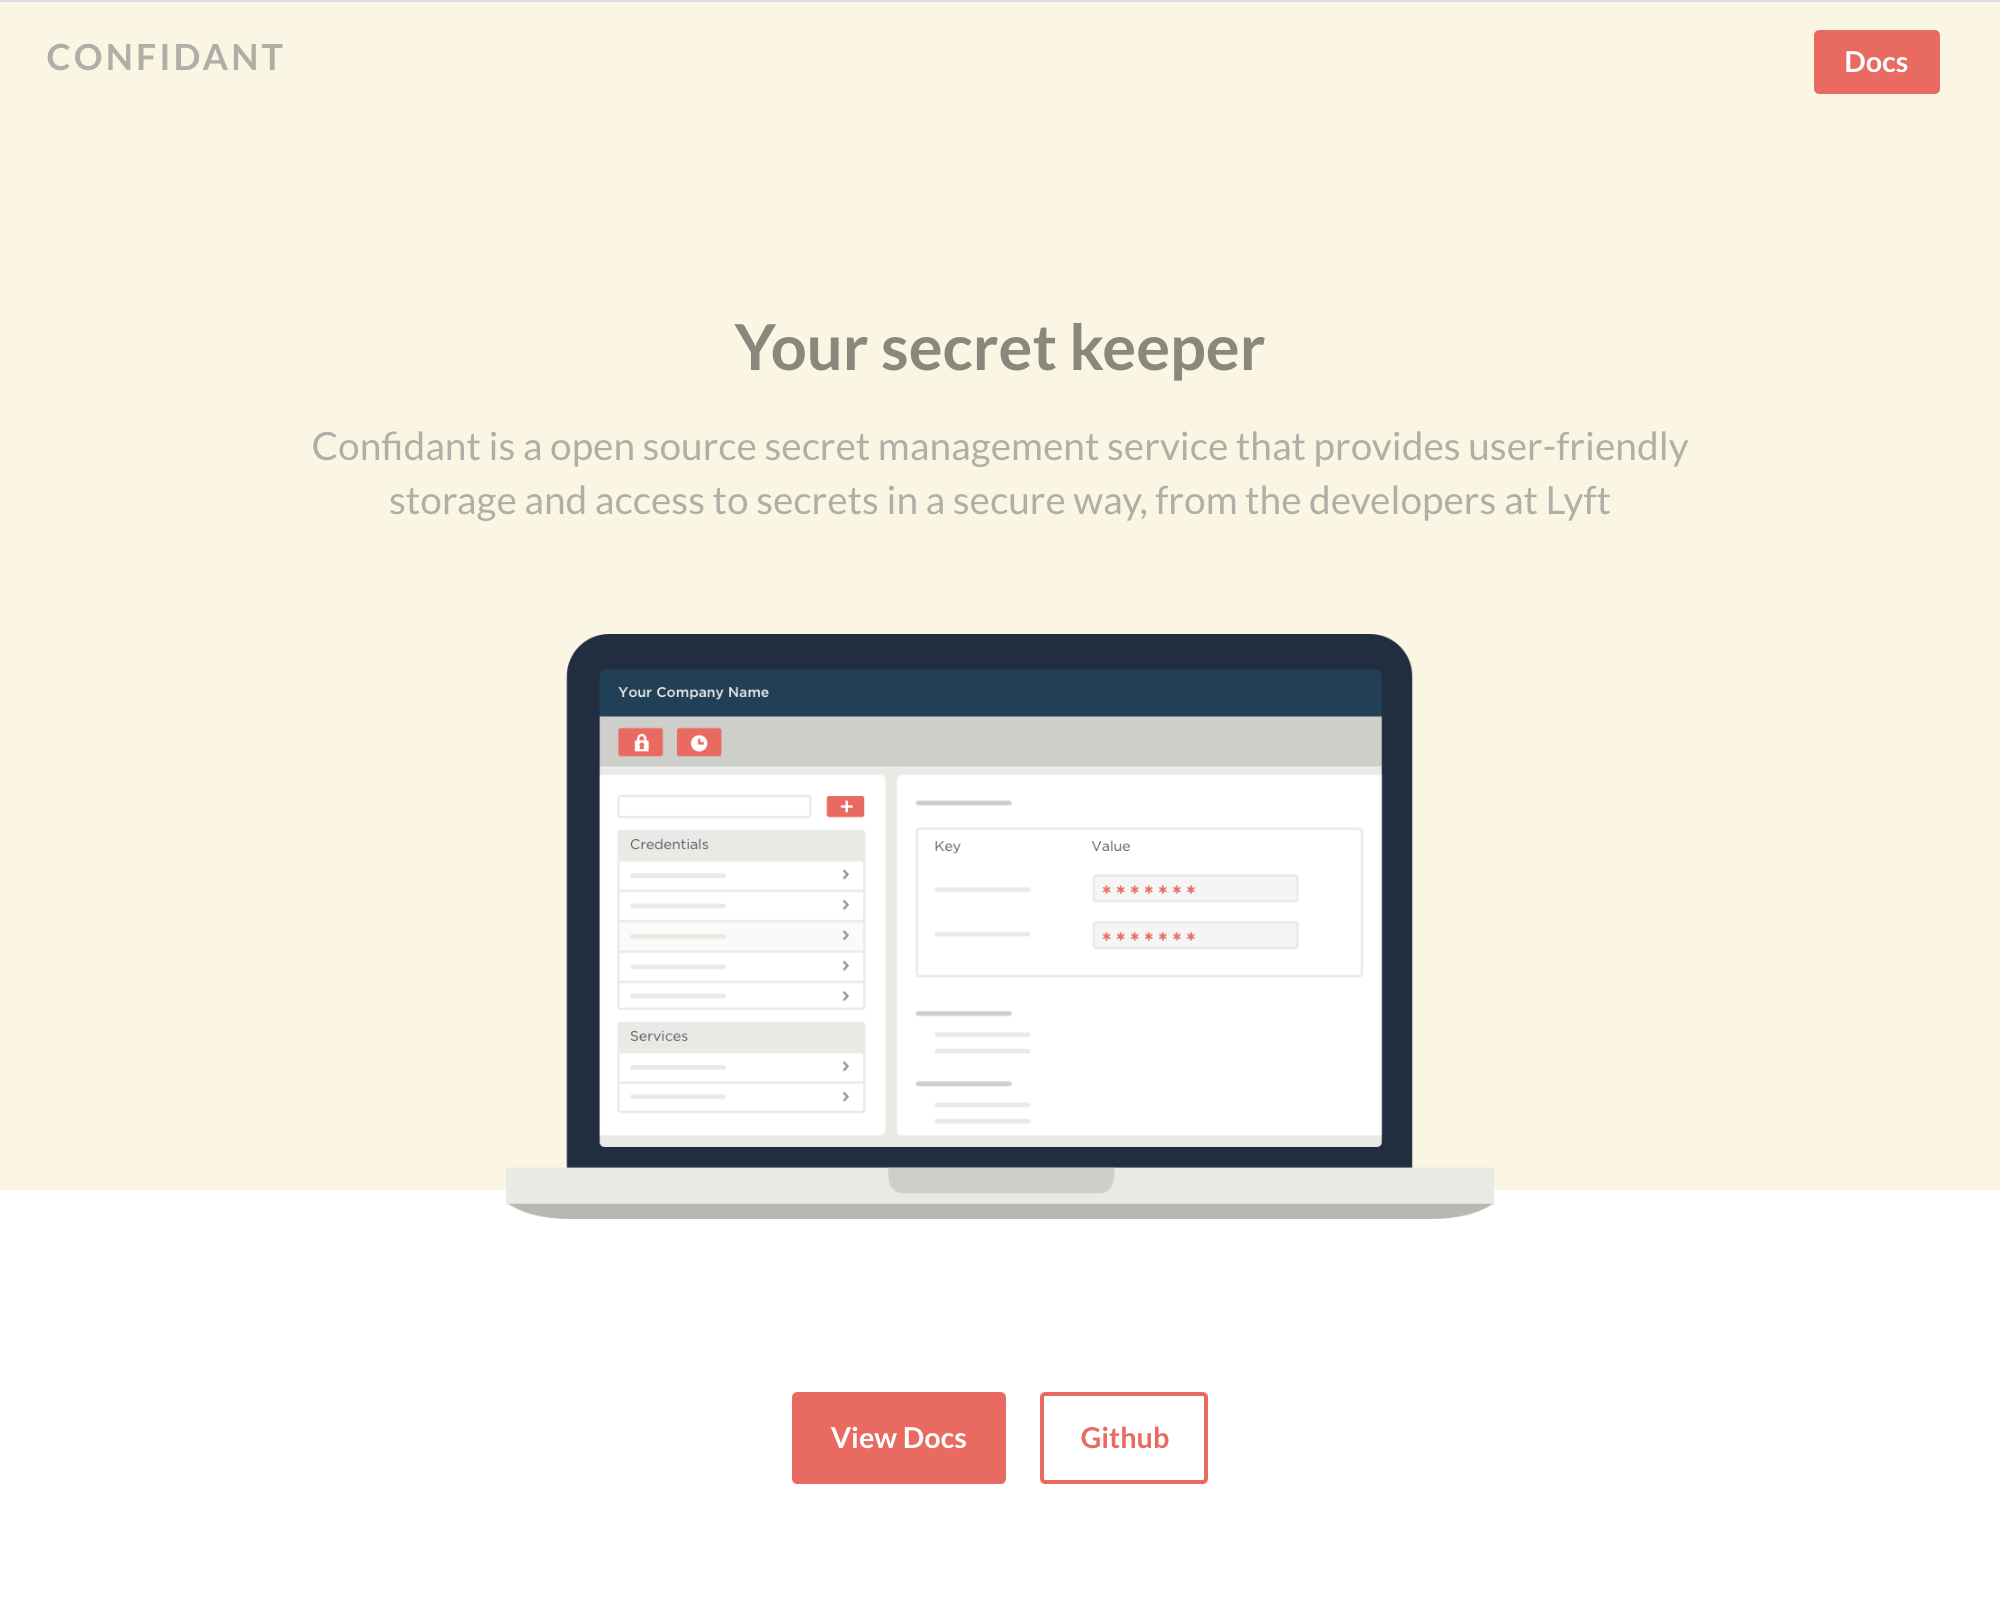 CONFIDANT
Docs
Your secret keeper
Confidant is a open source secret management service that provides user-friendly
storage and access to secrets in a secure way, from the developers at Lyft
Your Company Name
Credentials
Services
Key Value
*******
*******
View Docs
Github